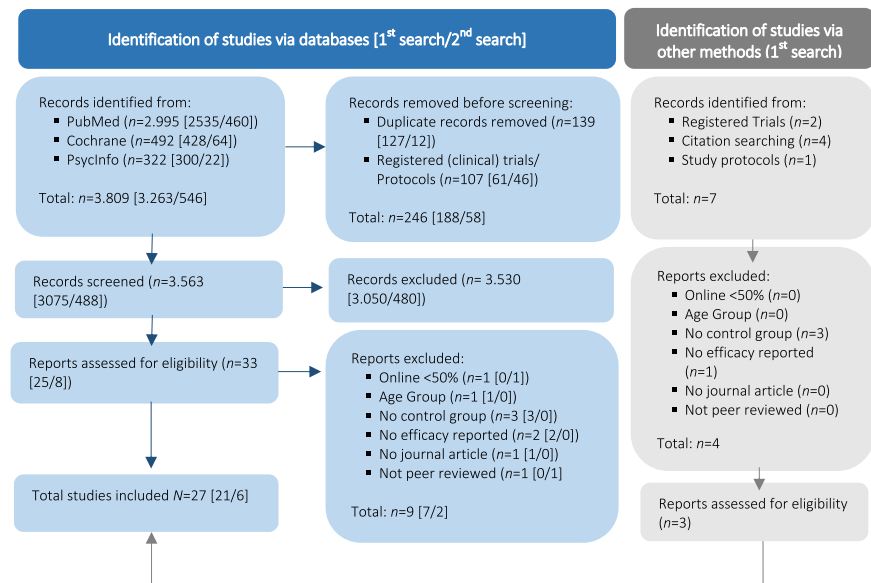 Identification of studies via databases [1st search/2nd search]
Records identified from:
▪ PubMed (n=2.995 [2535/460])
▪ Cochrane (n=492 [428/64])
▪ PsycInfo (n=322 [300/22])
Total: n=3.809 [3.263/546]
Records removed before screening:
▪ Duplicate records removed (n=139
[127/12])
▪ Registered (clinical) trials/
Protocols (n=107 [61/46])
Total: n=246 [188/58]
Records screened (n=3.563
[3075/488])
Records excluded (n= 3.530
[3.050/480])
Reports assessed for eligibility (n=33
[25/8])
Reports excluded:
▪ Online <50% (n=1 [0/1])
▪ Age Group (n=1 [1/0])
▪ No control group (n=3 [3/0])
▪ No efficacy reported (n=2 [2/0])
▪ No journal article (n=1 [1/0])
▪ Not peer reviewed (n=1 [0/1]
Total: n=9 [7/2]
Total studies included N=27 [21/6]
Identification of studies via
other methods (1st search)
Records identified from:
▪ Registered Trials (n=2)
▪ Citation searching (n=4)
▪ Study protocols (n=1)
Total: n=7
Reports excluded:
▪ Online <50% (n=0)
▪ Age Group (n=0)
▪ No control group (n=3)
▪ No efficacy reported
(n=1)
▪ No journal article (n=0)
▪ Not peer reviewed (n=0)
Total: n=4
Reports assessed for eligibility
(n=3)